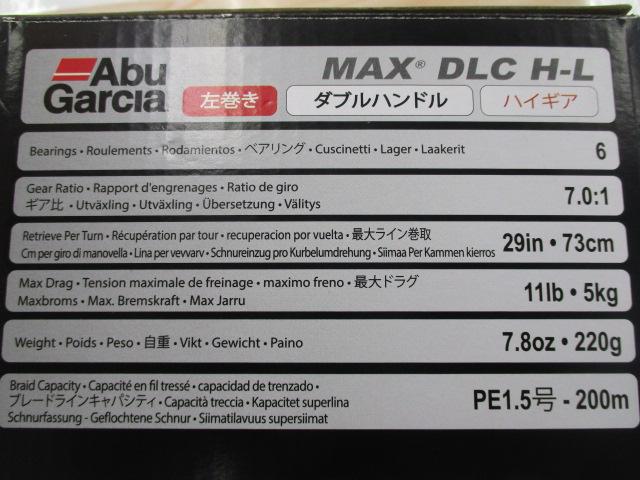 Abu Garcia
MAX® DLC H-L
左巻き
ダブルハンドル
ハイギア
Bearings • Roulements • Rodamientos • ベアリング • Cuscinetti • Lager • Laakerit
6
Gear Ratio • Rapport d'engrenages • Ratio de giro
ギア比 • Utväxling • Utväxling • Übersetzung • Välitys
7.0:1
Retrieve Per Turn • Récupération par tour • recuperacion por vuelta • 最大ライン巻取
Cm per giro di manovella • Lina per vevvarv • Schnureinzug pro Kurbelumdrehung • Siimaa Per Kammen kierros
29in • 73cm
Max Drag • Tension maximale de freinage • maximo freno • 最大ドラグ
Maxbroms • Max. Bremskraft • Max Jarru
11lb • 5kg
Weight • Poids • Peso • 自重 • Vikt • Gewicht • Paino
7.8oz • 220g
Braid Capacity • Capacité en fil tressé • capacidad de trenzado •
ブレードラインキャパシティ • Capacità treccia • Kapacitet superlina
Schnurfassung - Geflochtene Schnur • Siimatilavuus supersiimat
PE1.5号 - 200m